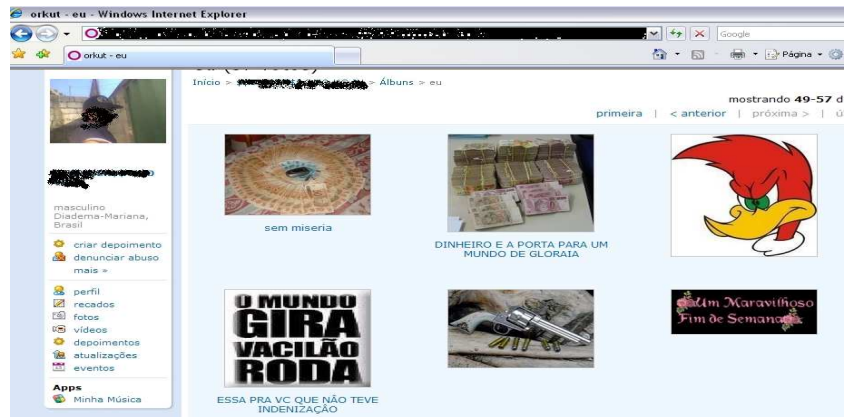 orkut - eu - Windows Internet Explorer
Google
orkut - eu
Página
Início > > Álbuns > eu
mostrando 49-57 d
primeira | < anterior | próxima > | ú
masculino
Diadema-Mariana,
Brasil
criar depoimento
denunciar abuso
mais »
perfil
recados
fotos
vídeos
depoimentos
atualizações
eventos
Apps
Minha Música
sem miseria
DINHEIRO E A PORTA PARA UM
MUNDO DE GLORAIA
O MUNDO
GIRA
VACILÃO
RODA
ESSA PRA VC QUE NÃO TEVE
INDENIZAÇÃO
Um Maravilhoso
Fim de Semana